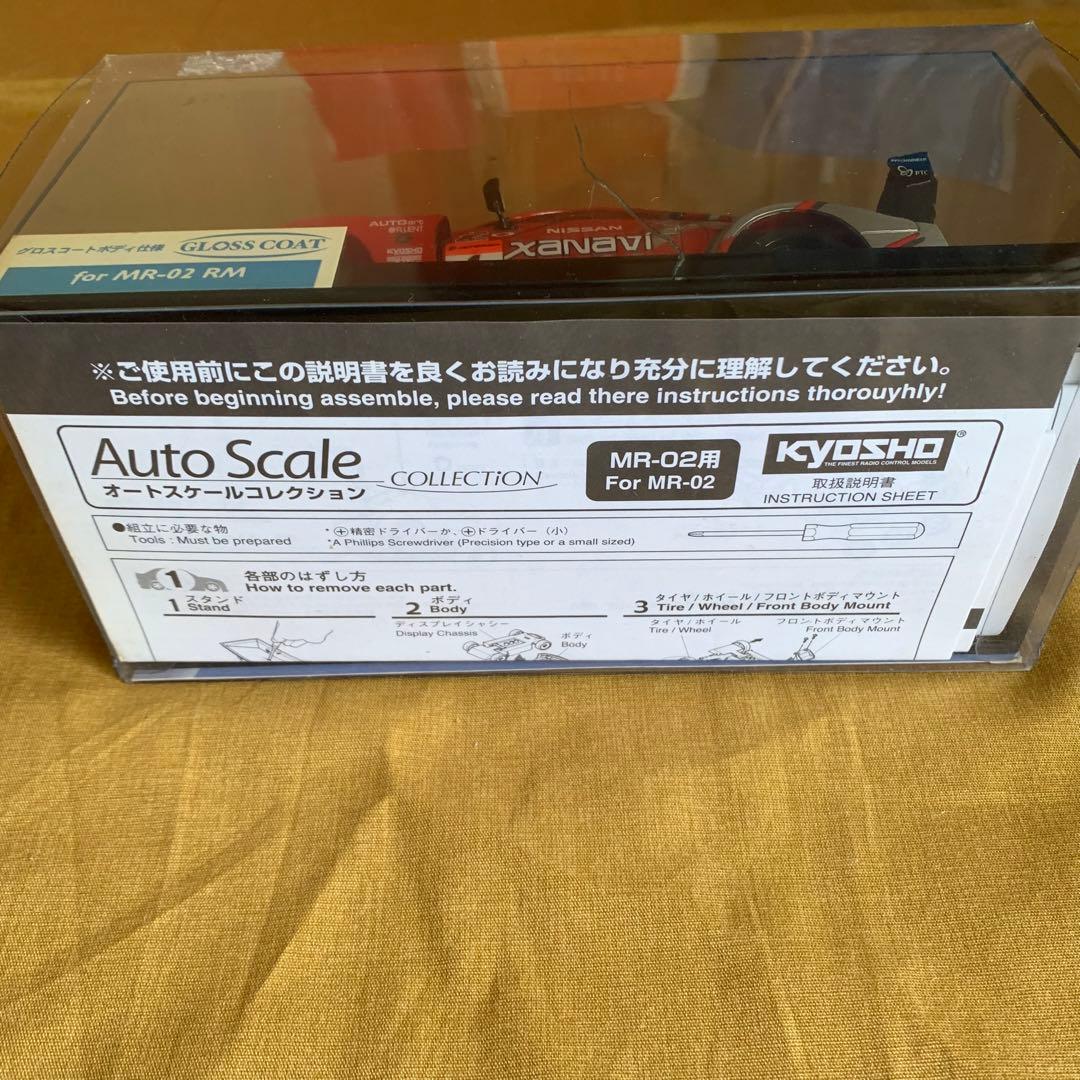 PTC
AUTOart
NISSAN
xanavi
KYOSHO
グロスコートボディ仕様 GLOSS COAT
for MR-02 RM
※ご使用前にこの説明書を良くお読みになり充分に理解してください。
Before beginning assemble, please read there instructions thorouyhly!
Auto Scale COLLECTiON
オートスケールコレクション
MR-02用
For MR-02
KYOSHO®
THE FINEST RADIO CONTROL MODELS
取扱説明書
INSTRUCTION SHEET
●組立に必要な物
Tools : Must be prepared
*⊕精密ドライバーか、⊕ドライバー（小）
*A Phillips Screwdriver (Precision type or a small sized)
1 各部のはずし方
How to remove each part.
1 スタンド
Stand
2 ボディ
Body
ディスプレイシャシー
Display Chassis
ボディ
Body
3 タイヤ/ホイール/フロントボディマウント
Tire / Wheel / Front Body Mount
タイヤ/ホイール
Tire / Wheel
フロントボディマウント
Front Body Mount